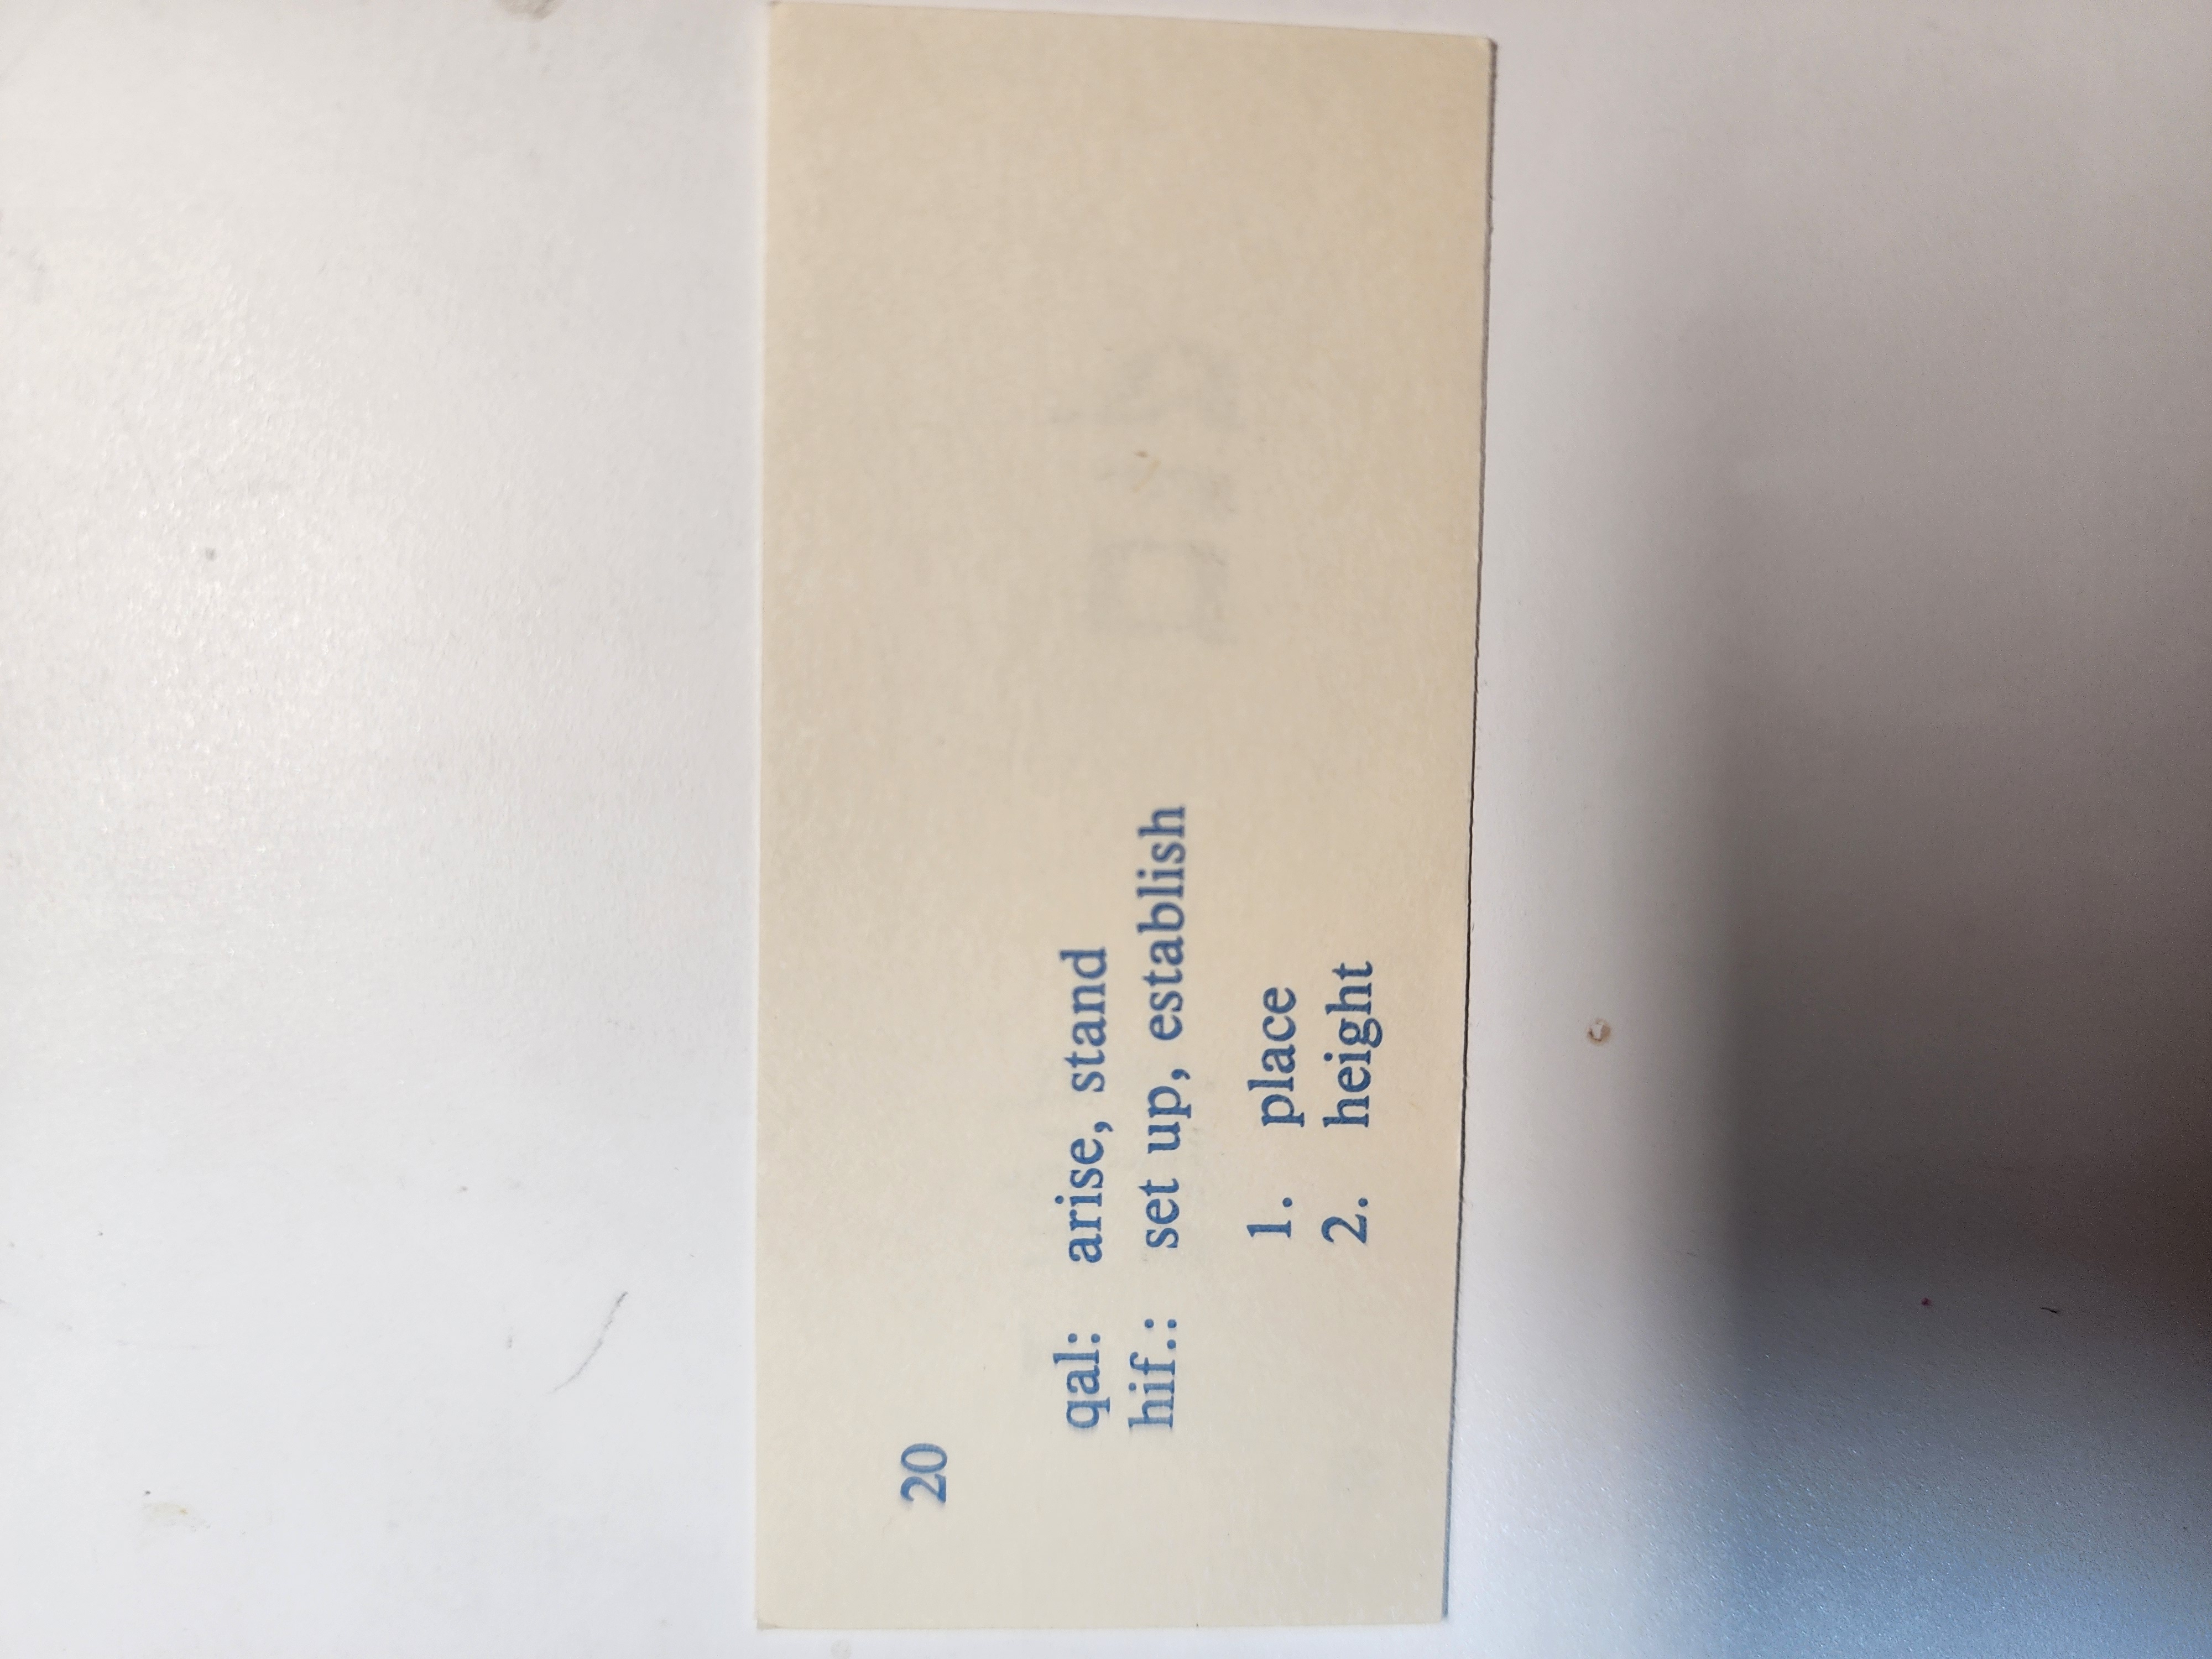 20
qal: arise, stand
hif.: set up, establish
1. place
2. height